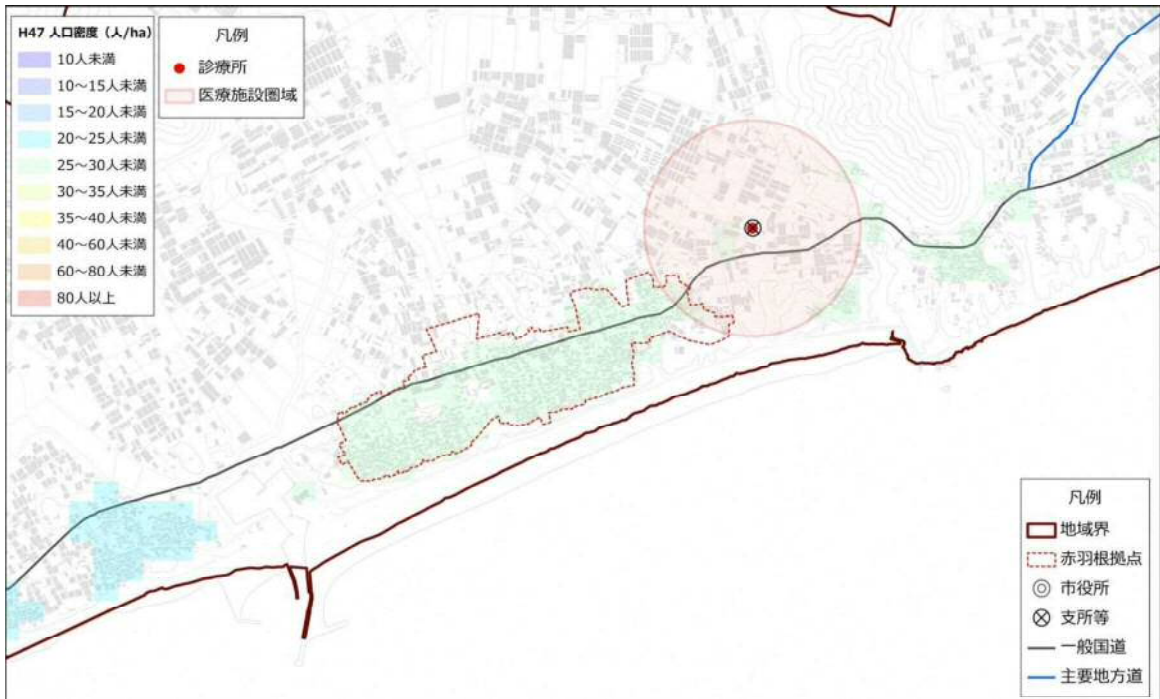 H47 人口密度（人/ha）
10人未満
10～15人未満
15～20人未満
20～25人未満
25～30人未満
30～35人未満
35～40人未満
40～60人未満
60～80人未満
80人以上
凡例
診療所
医療施設圏域
凡例
地域界
赤羽根拠点
市役所
支所等
一般国道
主要地方道